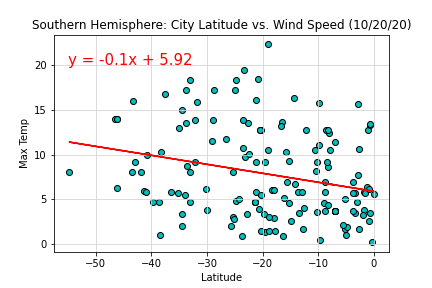 Southern Hemisphere: City Latitude vs. Wind Speed (10/20/20)
y = -0.1x + 5.92
Max Temp
20
15
10
5
0
−50
−40
−30
−20
−10
0
Latitude